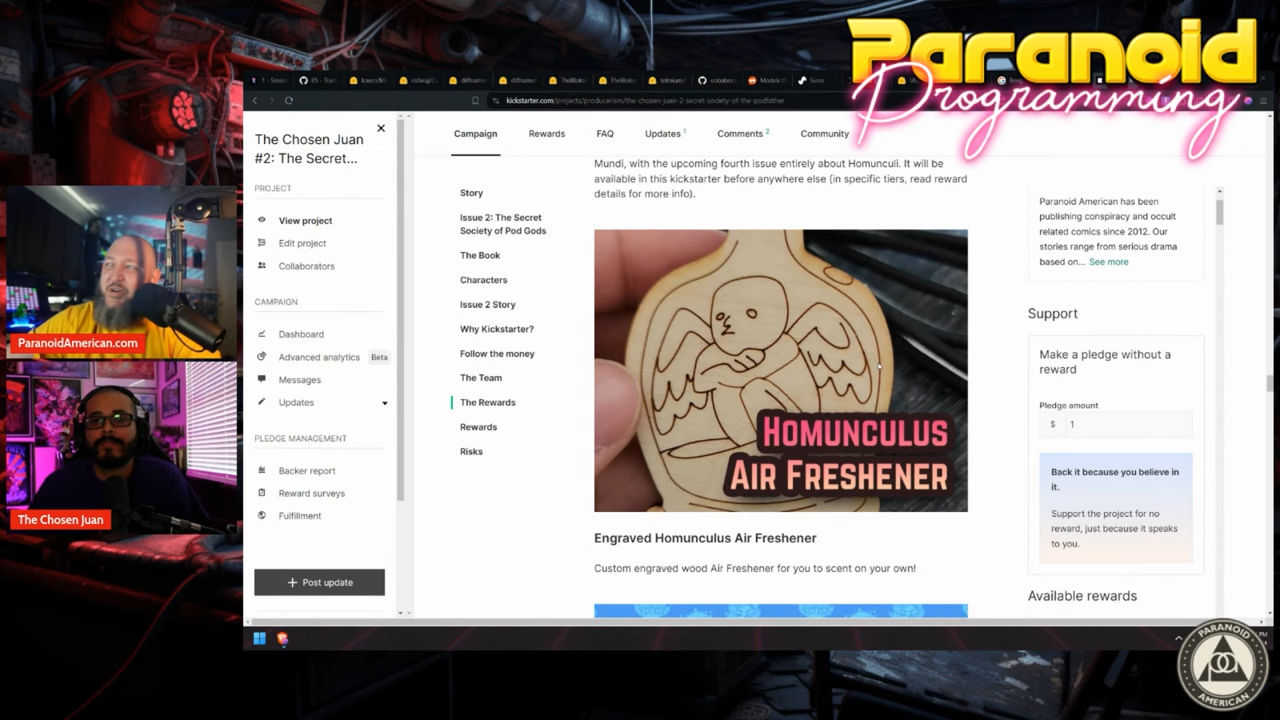 Paranoid
Programming
kickstarter.com/projects/producerism/the-chosen-juan-2-secret-society-of-the-podfather
The Chosen Juan
#2: The Secret...
PROJECT
View project
Edit project
Collaborators
CAMPAIGN
Dashboard
Advanced analytics Beta
Messages
Updates
PLEDGE MANAGEMENT
Backer report
Reward surveys
Fulfillment
+ Post update
Campaign Rewards FAQ Updates 1 Comments 2 Community
Story
Issue 2: The Secret
Society of Pod Gods
The Book
Characters
Issue 2 Story
Why Kickstarter?
Follow the money
The Team
The Rewards
Rewards
Risks
Mundi, with the upcoming fourth issue entirely about Homunculi. It will be
available in this kickstarter before anywhere else (in specific tiers, read reward
details for more info).
HOMUNCULUS
AIR FRESHENER
Engraved Homunculus Air Freshener
Custom engraved wood Air Freshener for you to scent on your own!
Paranoid American has been
publishing conspiracy and occult
related comics since 2012. Our
stories range from serious drama
based on... See more
Support
Make a pledge without a
reward
Pledge amount
$ 1
Back it because you believe in
it.
Support the project for no
reward, just because it speaks
to you.
Available rewards
ParanoidAmerican.com
The Chosen Juan
PARANOID
AMERICAN